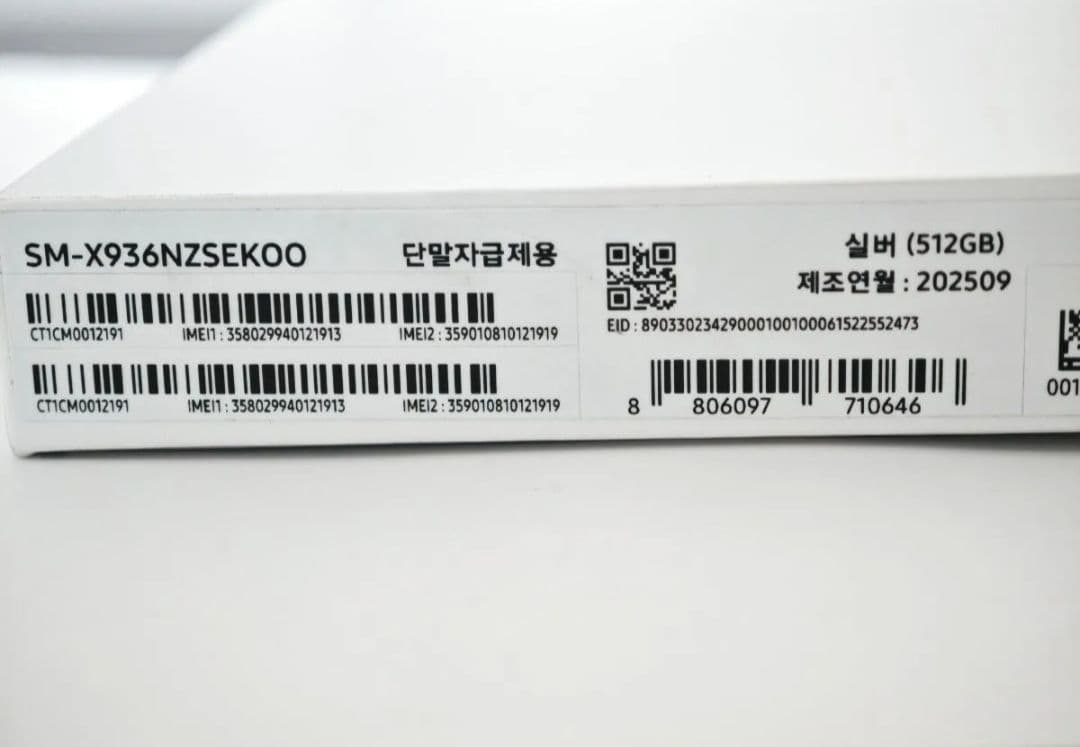 SM-X936NZSEKOO 단말자급제용
CT1CM0012191 IMEI1 : 358029940121913 IMEI2 : 359010810121919
CT1CM0012191 IMEI1 : 358029940121913 IMEI2 : 359010810121919
실버 (512GB)
제조연월 : 202509
EID : 89033023429000100100061522552473
8 806097 710646
001